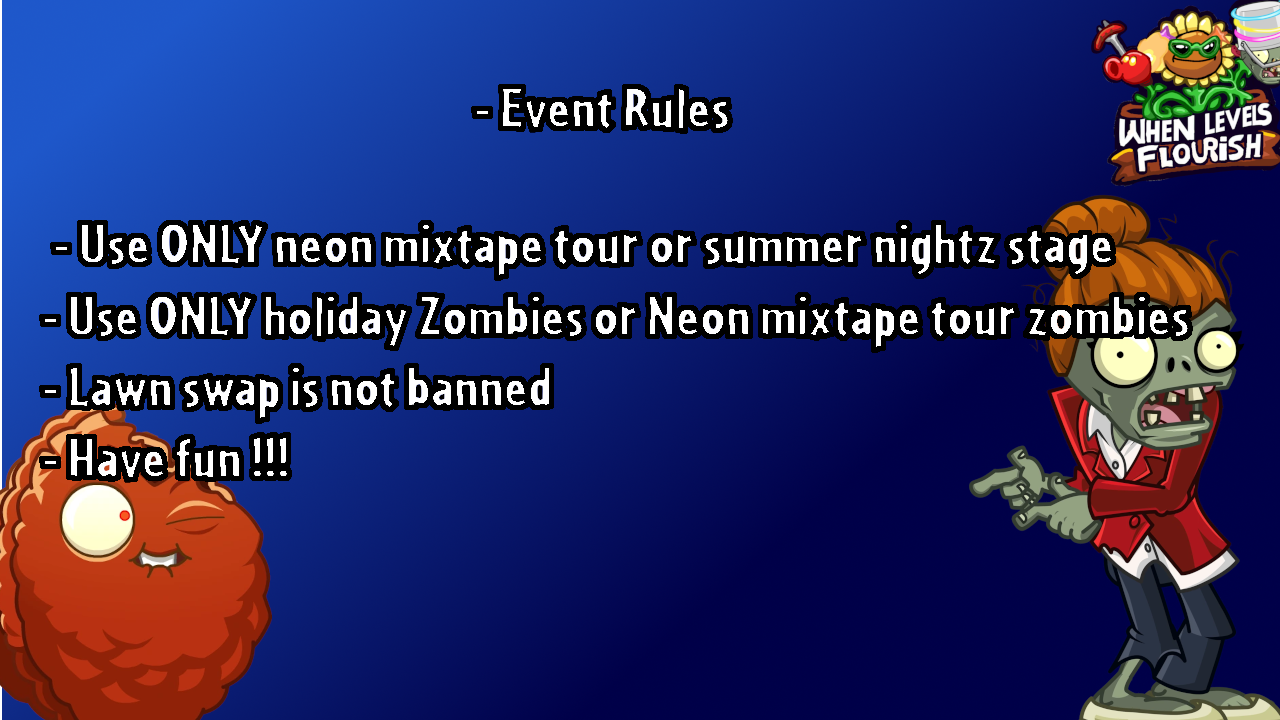 WHEN LEVELS
FLOURISH
- Event Rules
- Use ONLY neon mixtape tour or summer nightz stage
- Use ONLY holiday Zombies or Neon mixtape tour zombies
- Lawn swap is not banned
- Have fun !!!